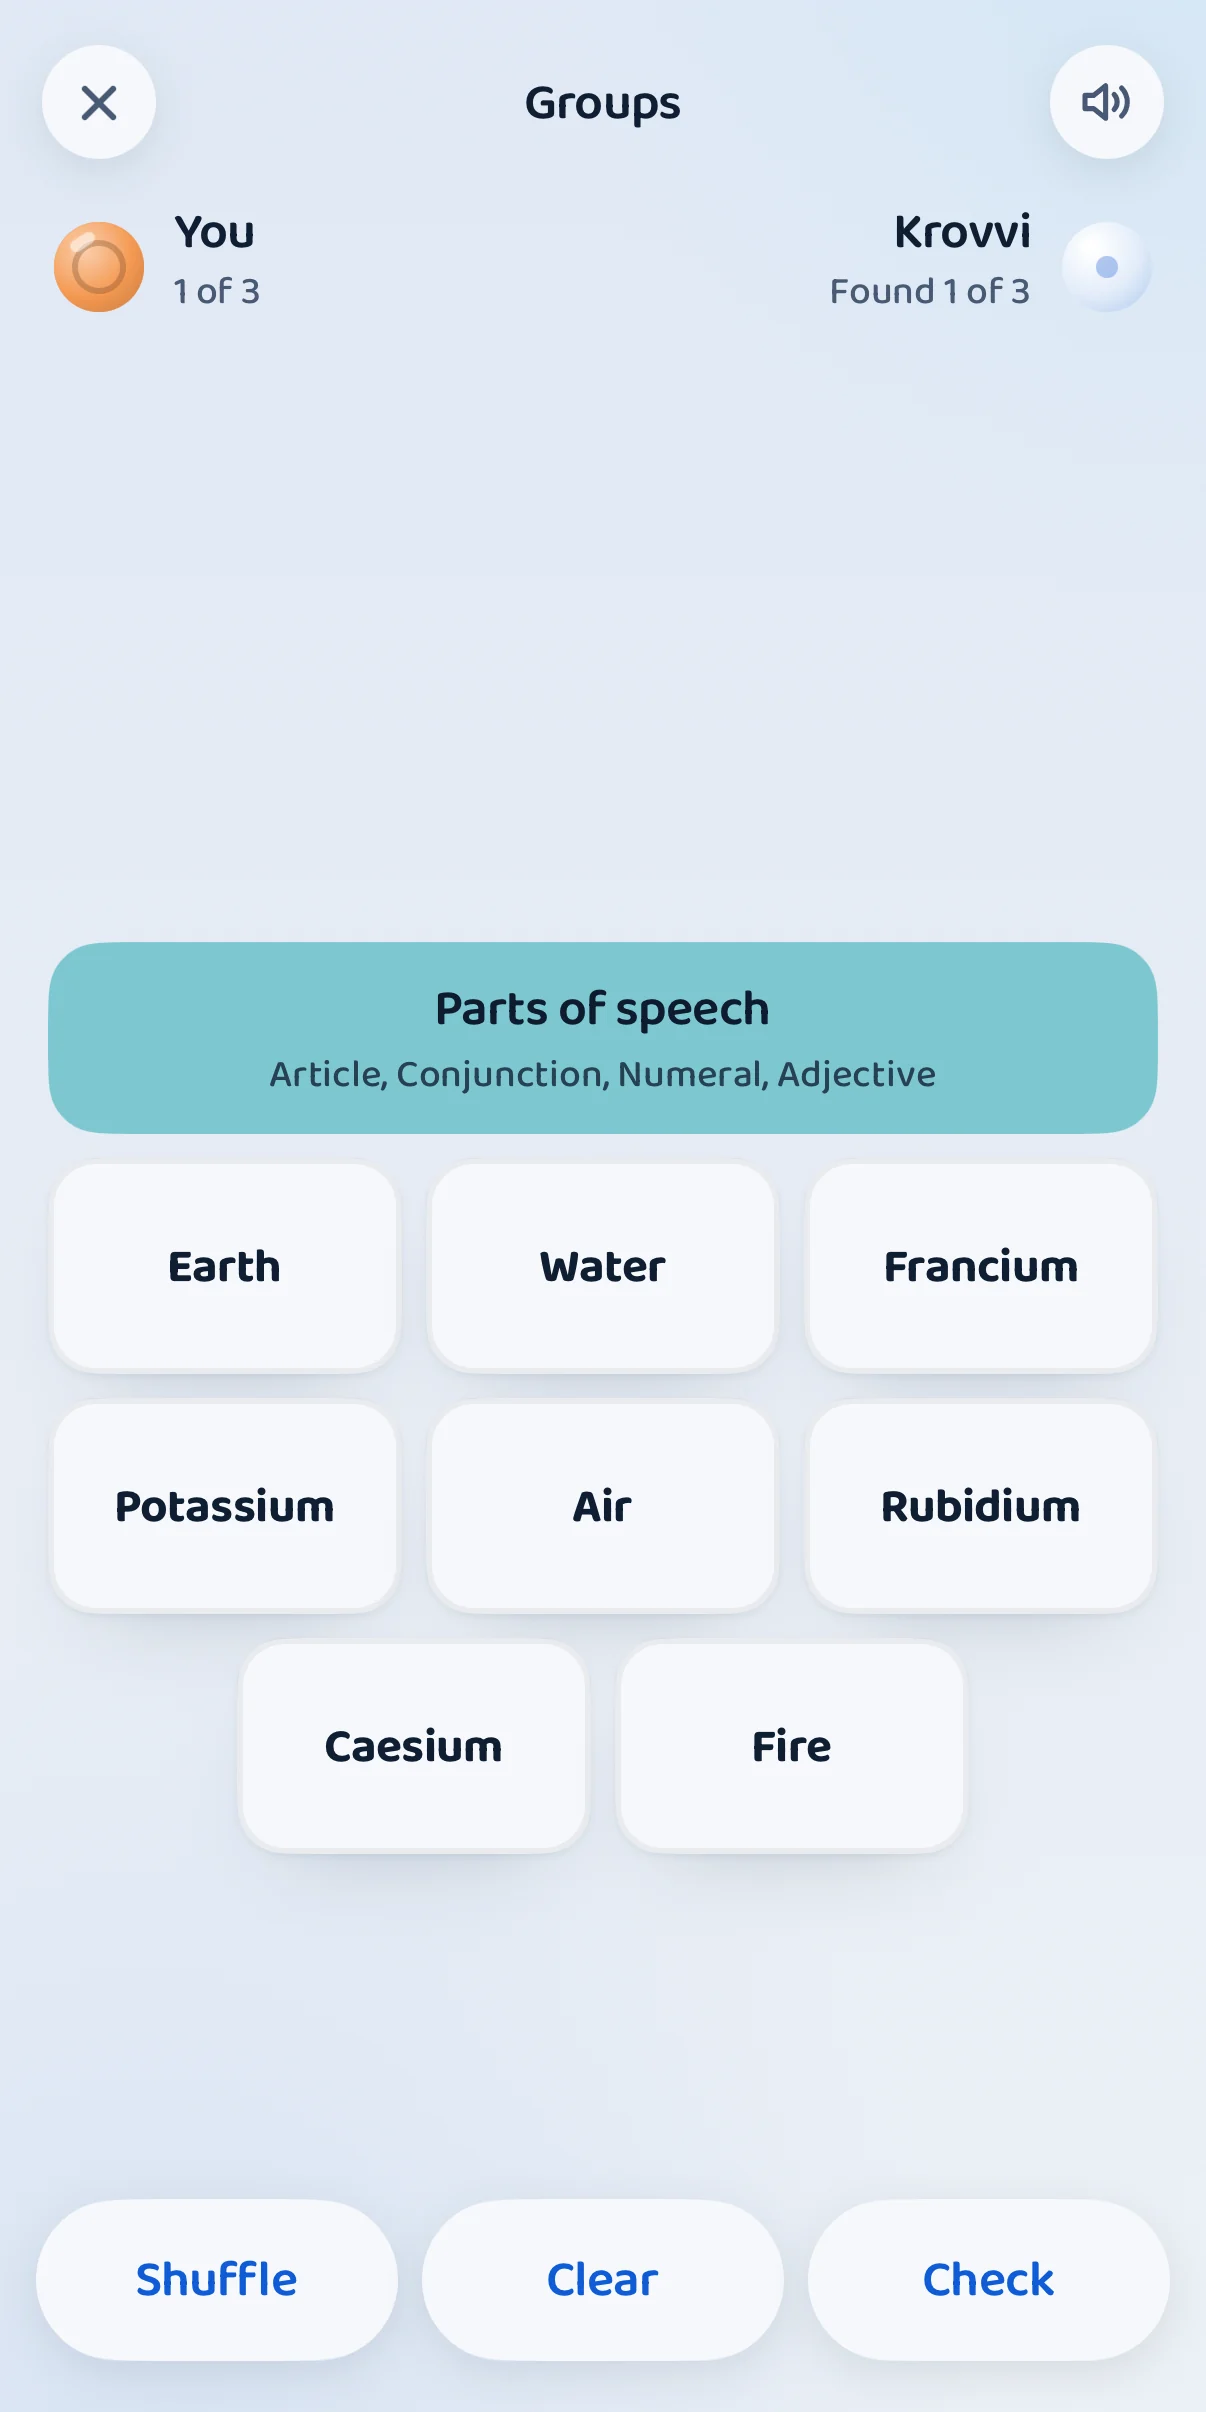 Groups
You
1 of 3
Krovvi
Found 1 of 3
Parts of speech
Article, Conjunction, Numeral, Adjective
Earth
Water
Francium
Potassium
Air
Rubidium
Caesium
Fire
Shuffle
Clear
Check